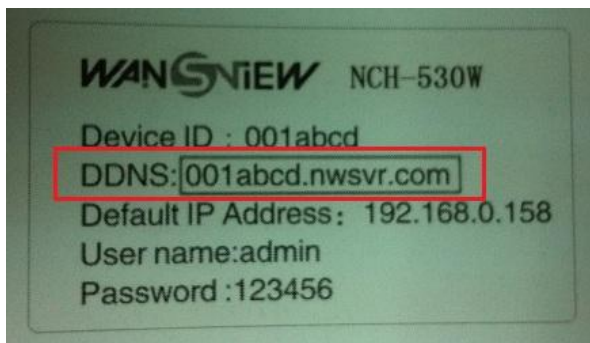 WANSVIEW NCH-530W
Device ID : 001abcd
DDNS: 001abcd.nwsvr.com
Default IP Address: 192.168.0.158
User name:admin
Password :123456